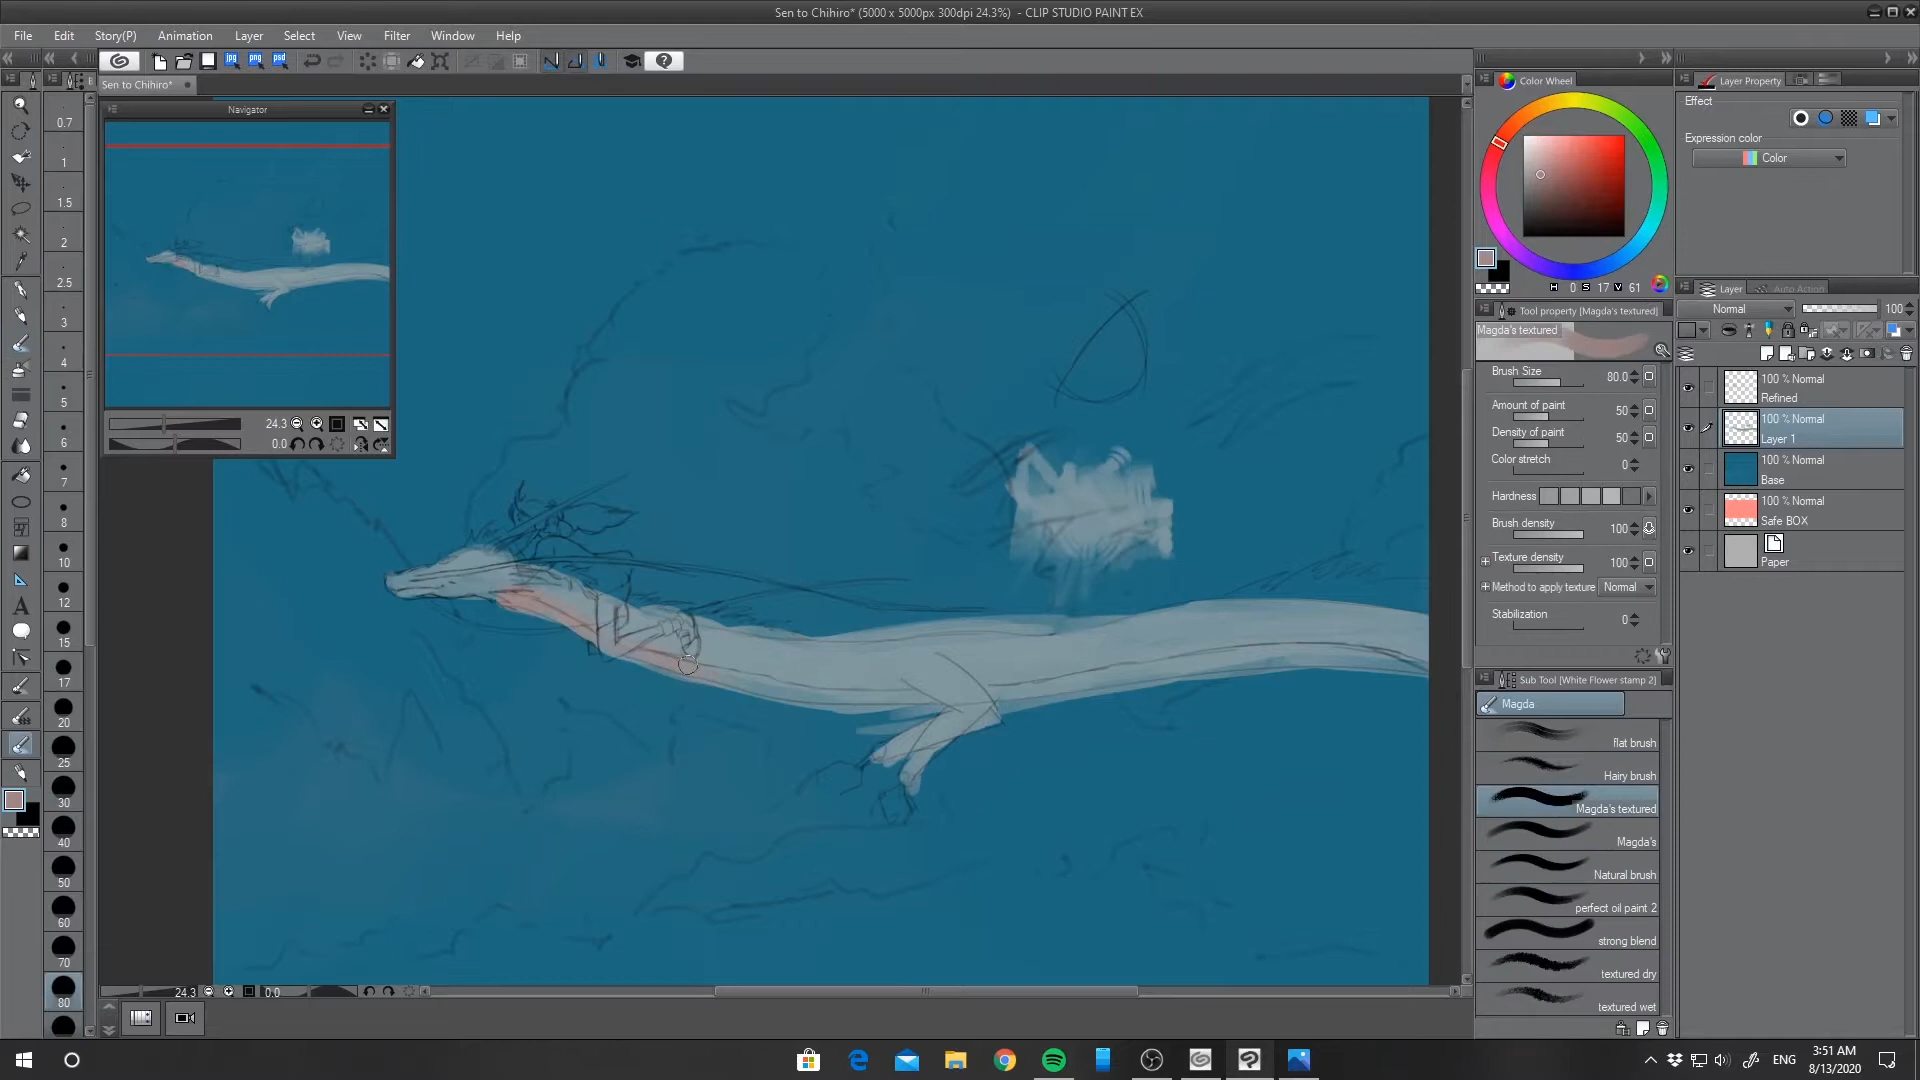 Sen to Chihiro* (5000 x 5000px 300dpi 24.3%) - CLIP STUDIO PAINT EX
File Edit Story(P) Animation Layer Select View Filter Window Help
jpg png psd ?
Sen to Chihiro*
Navigator
24.3
0.0
0.7
1
1.5
2
2.5
3
4
5
6
7
8
10
12
15
17
20
25
30
40
50
60
70
80
A
24.3
0.0
Color Wheel
H 0 S 17 V 61
Tool property [Magda's textured]
Magda's textured
Brush Size 80.0
Amount of paint 50
Density of paint 50
Color stretch 0
Hardness
Brush density 100
Texture density 100
Method to apply texture Normal
Stabilization 0
Sub Tool [White Flower stamp 2]
Magda
flat brush
Hairy brush
Magda's textured
Magda's
Natural brush
perfect oil paint 2
strong blend
textured dry
textured wet
Layer Property
Effect
Expression color
Color
Layer Auto Action
Normal 100
100 % Normal
Refined
100 % Normal
Layer 1
100 % Normal
Base
100 % Normal
Safe BOX
Paper
ENG
3:51 AM
8/13/2020